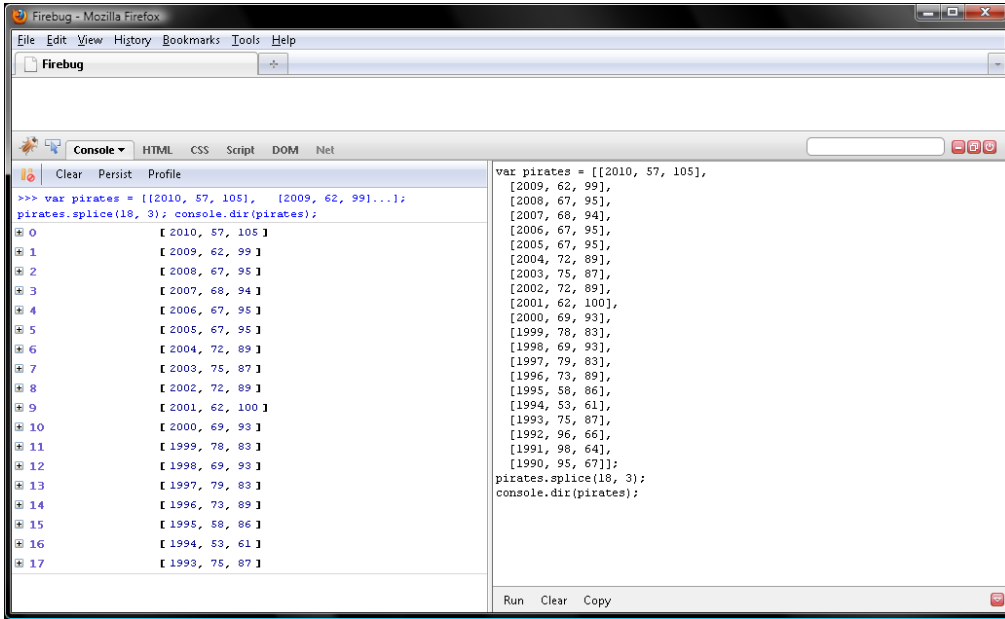 Firebug - Mozilla Firefox
File Edit View History Bookmarks Tools Help
Firebug
Console HTML CSS Script DOM Net
Clear Persist Profile
>>> var pirates = [[2010, 57, 105],   [2009, 62, 99]...];
pirates.splice(18, 3); console.dir(pirates);
0 [ 2010, 57, 105 ]
1 [ 2009, 62, 99 ]
2 [ 2008, 67, 95 ]
3 [ 2007, 68, 94 ]
4 [ 2006, 67, 95 ]
5 [ 2005, 67, 95 ]
6 [ 2004, 72, 89 ]
7 [ 2003, 75, 87 ]
8 [ 2002, 72, 89 ]
9 [ 2001, 62, 100 ]
10 [ 2000, 69, 93 ]
11 [ 1999, 78, 83 ]
12 [ 1998, 69, 93 ]
13 [ 1997, 79, 83 ]
14 [ 1996, 73, 89 ]
15 [ 1995, 58, 86 ]
16 [ 1994, 53, 61 ]
17 [ 1993, 75, 87 ]
var pirates = [[2010, 57, 105],
[2009, 62, 99],
[2008, 67, 95],
[2007, 68, 94],
[2006, 67, 95],
[2005, 67, 95],
[2004, 72, 89],
[2003, 75, 87],
[2002, 72, 89],
[2001, 62, 100],
[2000, 69, 93],
[1999, 78, 83],
[1998, 69, 93],
[1997, 79, 83],
[1996, 73, 89],
[1995, 58, 86],
[1994, 53, 61],
[1993, 75, 87],
[1992, 96, 66],
[1991, 98, 64],
[1990, 95, 67]];
pirates.splice(18, 3);
console.dir(pirates);
Run Clear Copy